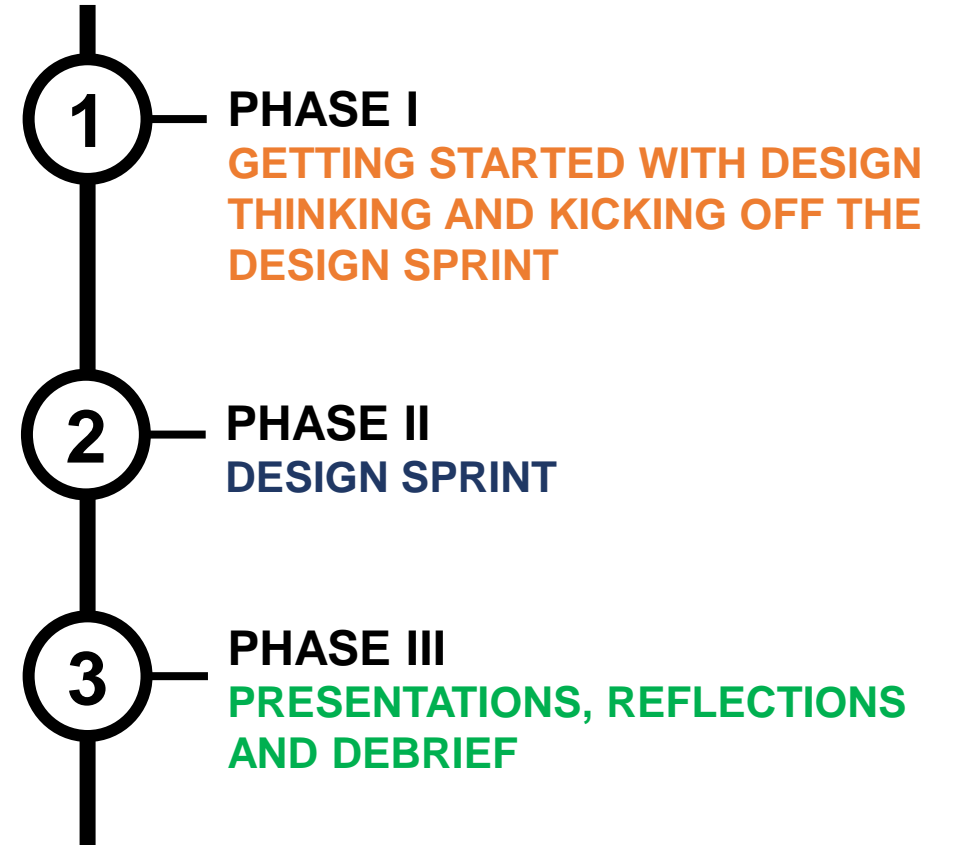 1
PHASE I
GETTING STARTED WITH DESIGN
THINKING AND KICKING OFF THE
DESIGN SPRINT
2
PHASE II
DESIGN SPRINT
3
PHASE III
PRESENTATIONS, REFLECTIONS
AND DEBRIEF